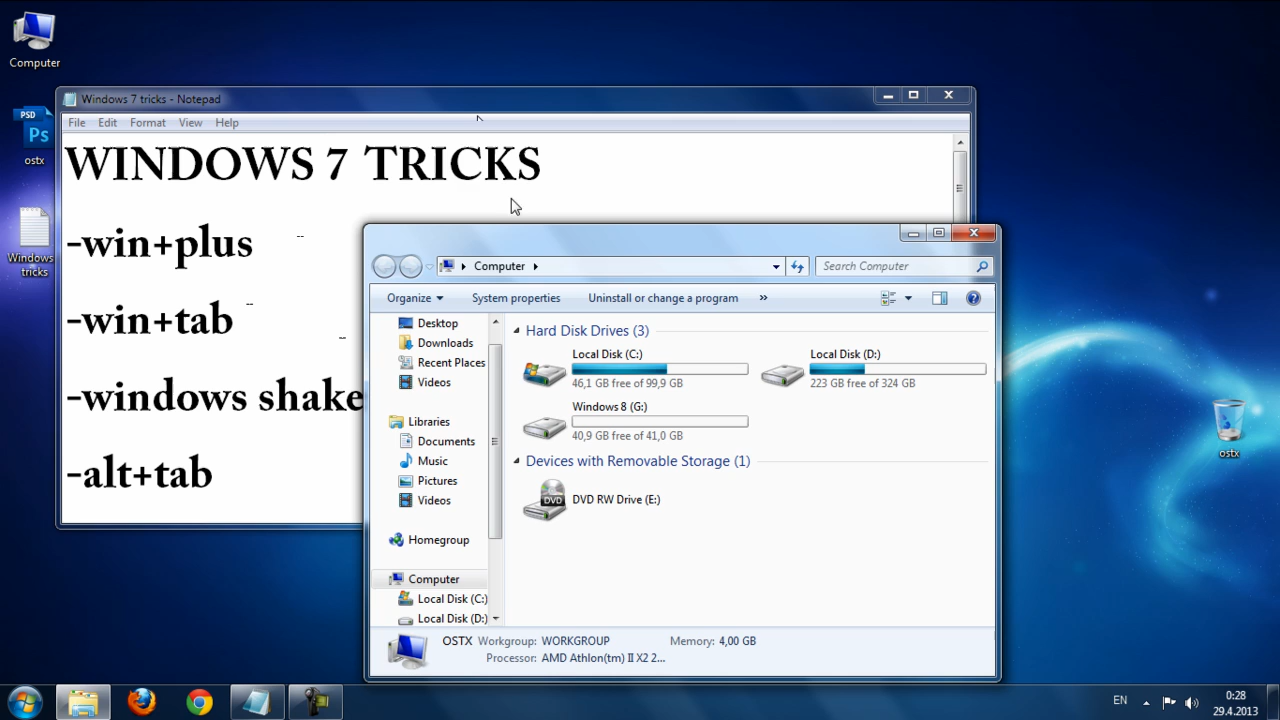 Computer
PSD
Ps
ostx
Windows
tricks
Windows 7 tricks - Notepad
File Edit Format View Help
WINDOWS 7 TRICKS
-win+plus
-win+tab
-windows shake
-alt+tab
Computer
Search Computer
Organize System properties Uninstall or change a program »
Desktop
Downloads
Recent Places
Videos
Libraries
Documents
Music
Pictures
Videos
Homegroup
Computer
Local Disk (C:)
Local Disk (D:)
Hard Disk Drives (3)
Local Disk (C:)
46,1 GB free of 99,9 GB
Local Disk (D:)
223 GB free of 324 GB
Windows 8 (G:)
40,9 GB free of 41,0 GB
Devices with Removable Storage (1)
DVD
DVD RW Drive (E:)
OSTX Workgroup: WORKGROUP Memory: 4,00 GB
Processor: AMD Athlon(tm) II X2 2...
ostx
EN
0:28
29.4.2013